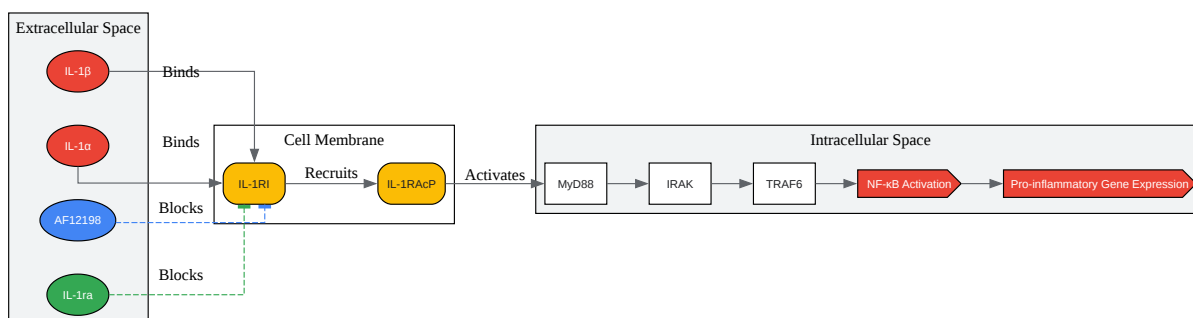 Extracellular Space
IL-1β
Binds
IL-1α
Binds
AF12198
Blocks
IL-1ra
Blocks
Cell Membrane
IL-1RI
Recruits
IL-1RAcP
Activates
Intracellular Space
MyD88
IRAK
TRAF6
NF-κB Activation
Pro-inflammatory Gene Expression